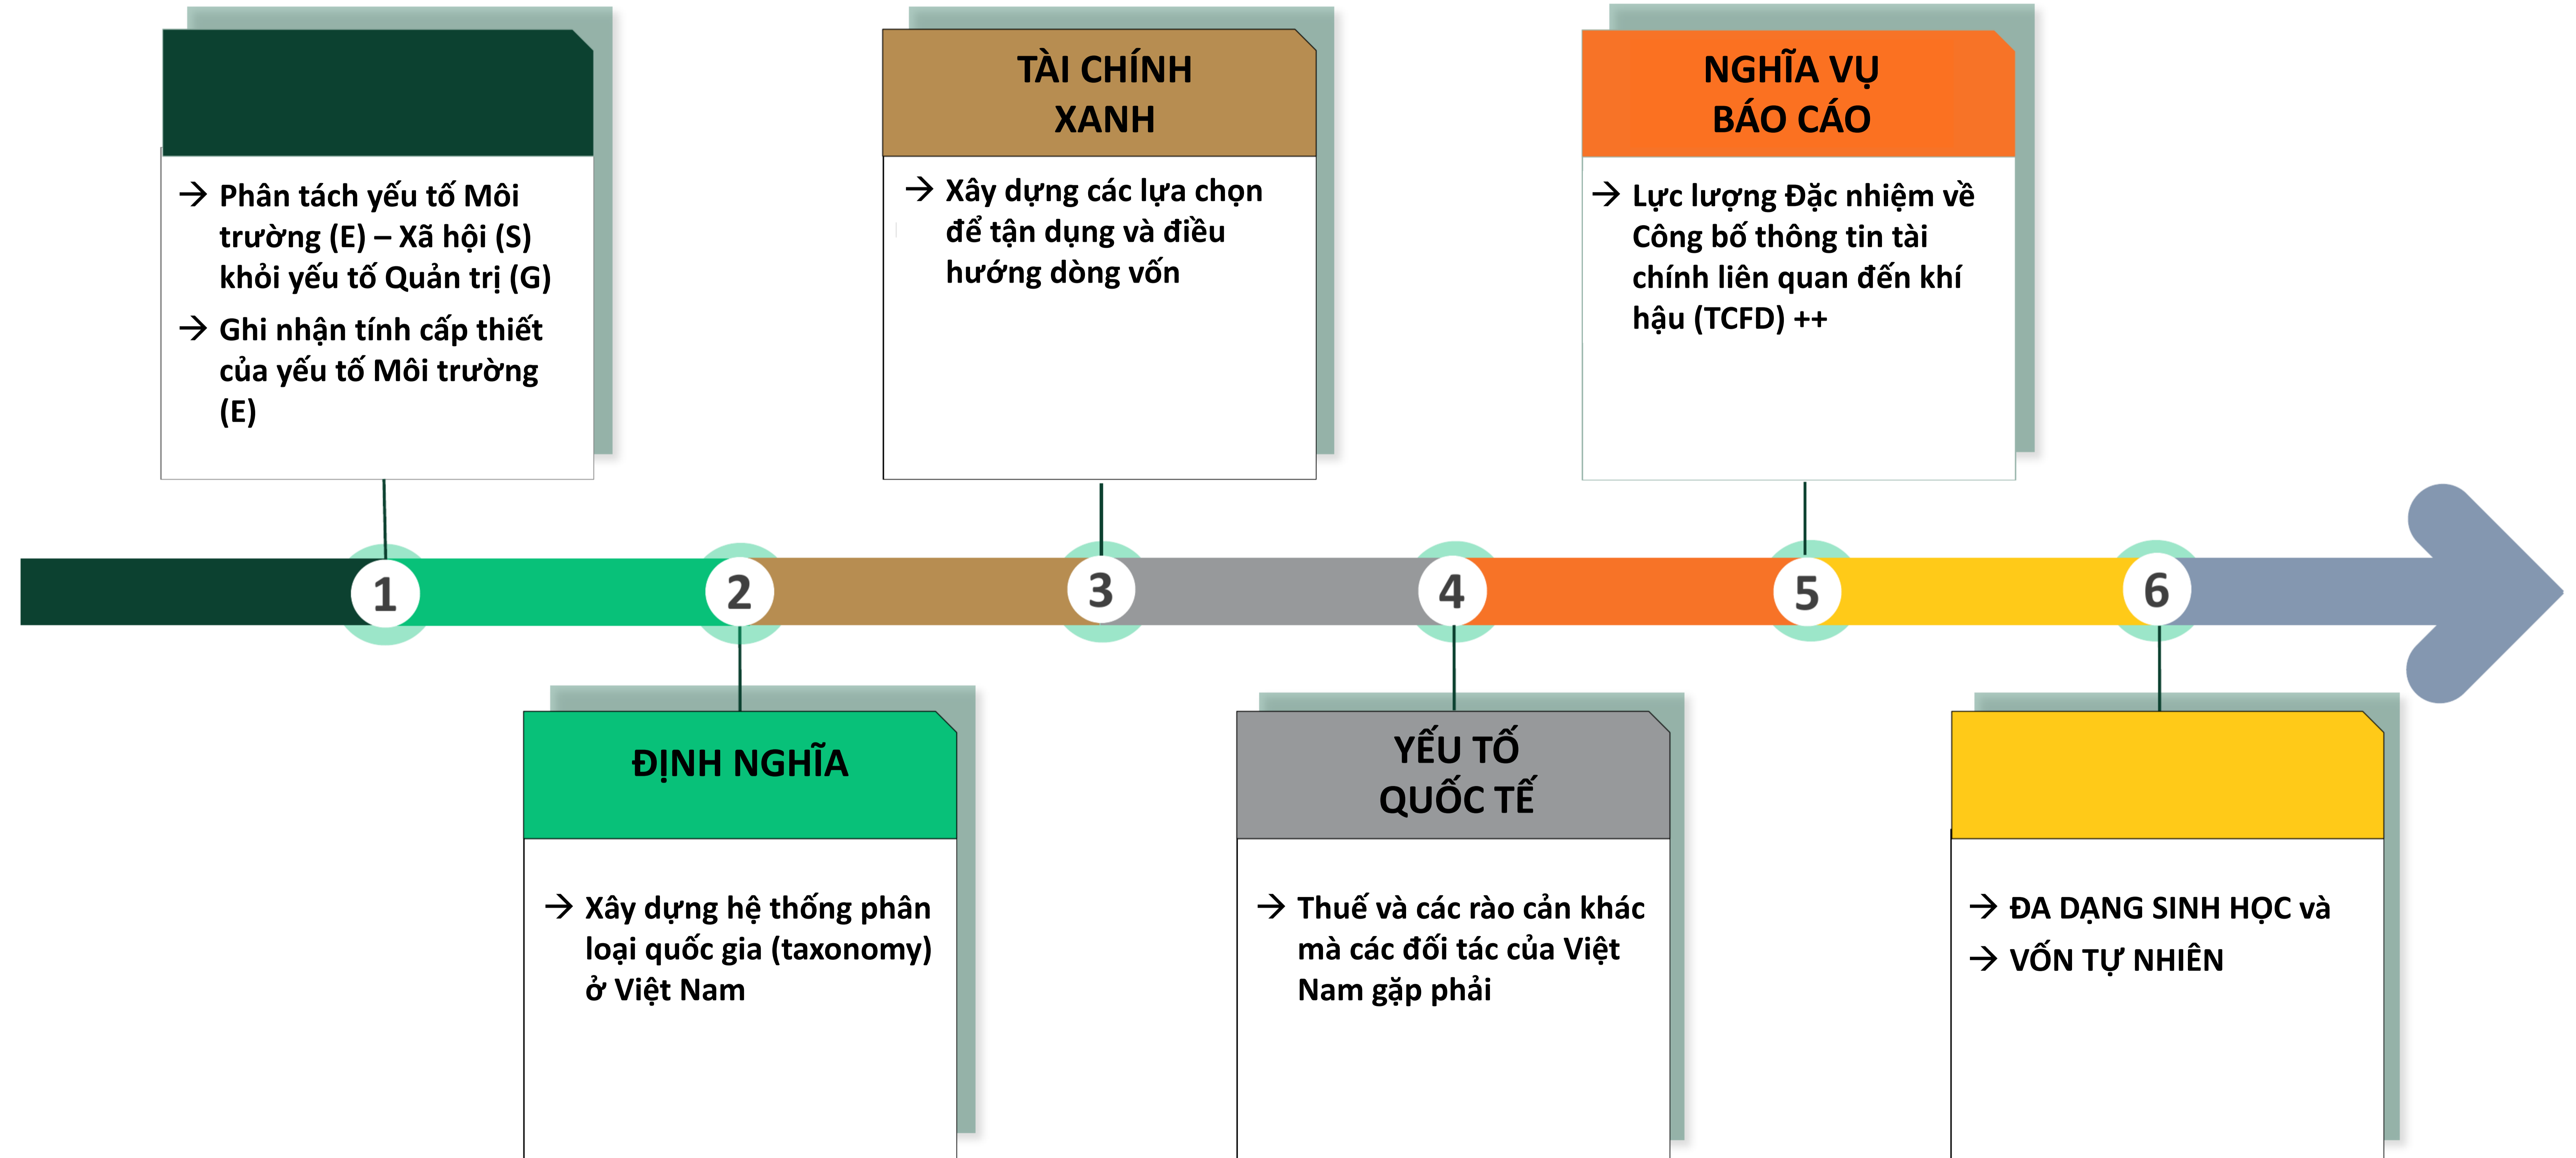 → Phân tách yếu tố Môi
trường (E) – Xã hội (S)
khỏi yếu tố Quản trị (G)
→ Ghi nhận tính cấp thiết
của yếu tố Môi trường
(E)
TÀI CHÍNH
XANH
→ Xây dựng các lựa chọn
để tận dụng và điều
hướng dòng vốn
NGHĨA VỤ
BÁO CÁO
→ Lực lượng Đặc nhiệm về
Công bố thông tin tài
chính liên quan đến khí
hậu (TCFD) ++
1
2
3
4
5
6
ĐỊNH NGHĨA
→ Xây dựng hệ thống phân
loại quốc gia (taxonomy)
ở Việt Nam
YẾU TỐ
QUỐC TẾ
→ Thuế và các rào cản khác
mà các đối tác của Việt
Nam gặp phải
→ ĐA DẠNG SINH HỌC và
→ VỐN TỰ NHIÊN